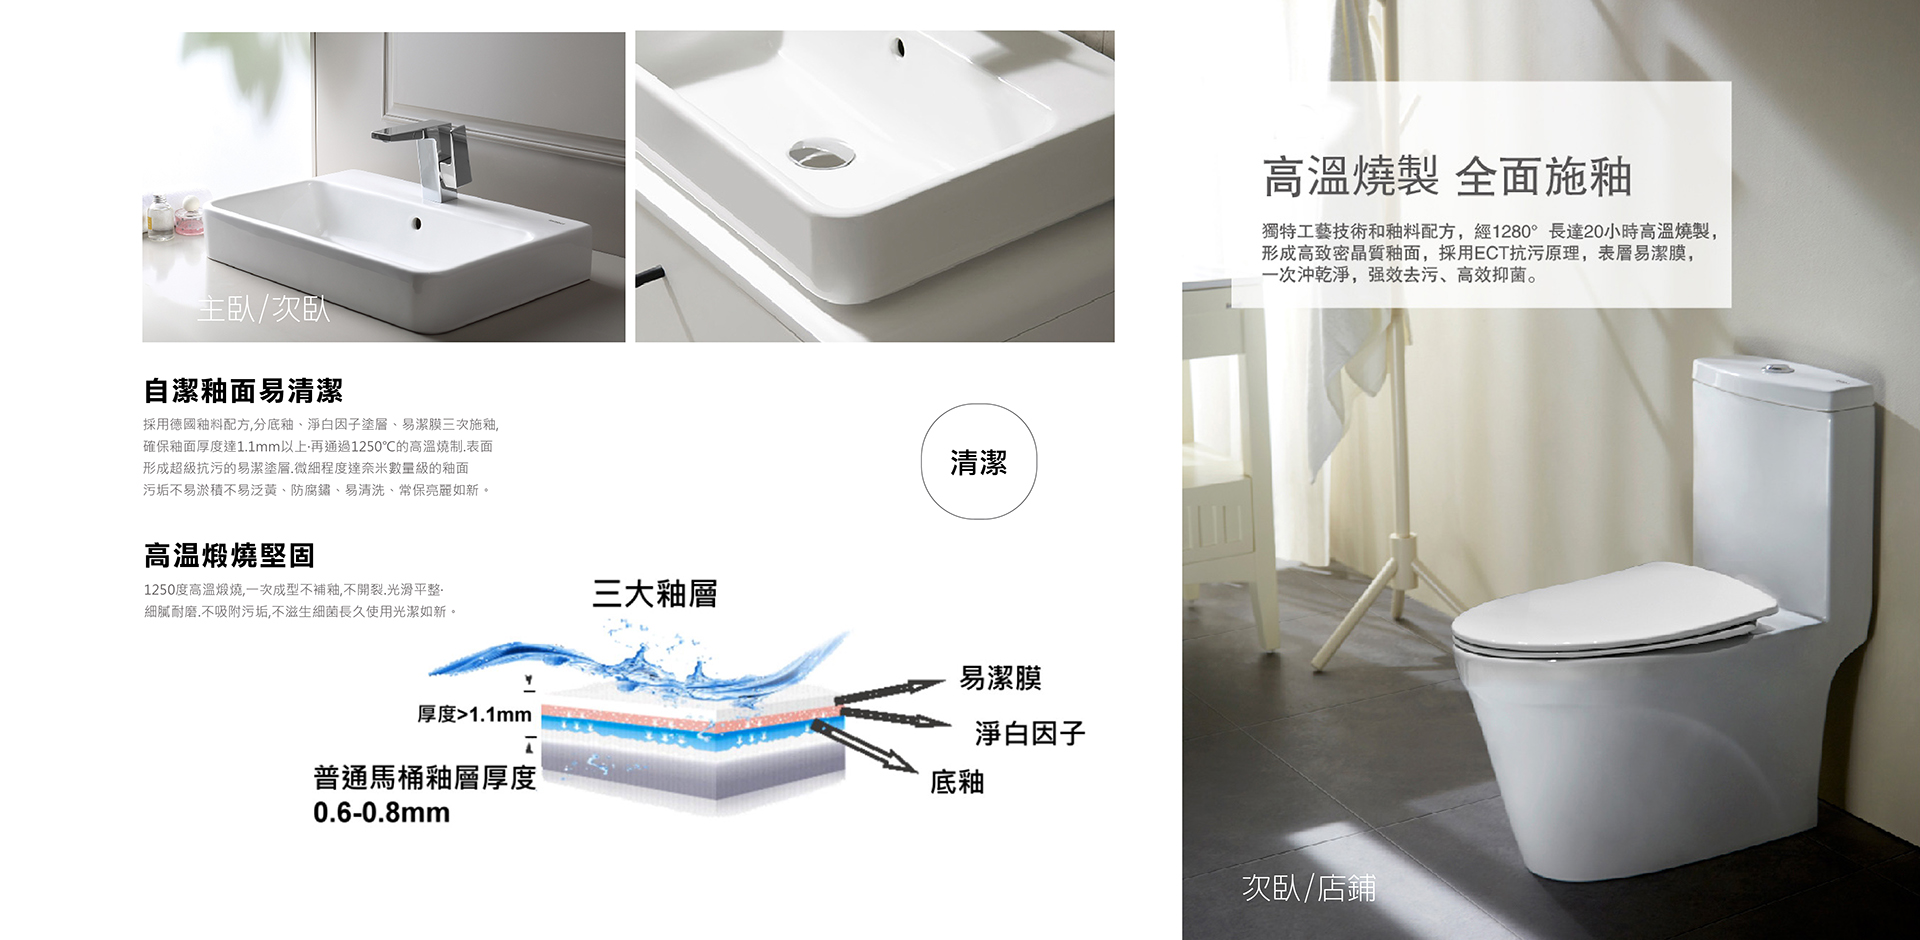 主臥/次臥
自潔釉面易清潔
採用德國釉料配方,分底釉、淨白因子塗層、易潔膜三次施釉,
確保釉面厚度達1.1mm以上·再通過1250℃的高溫燒制.表面
形成超級抗污的易潔塗層.微細程度達奈米數量級的釉面
污垢不易淤積不易泛黃、防腐鏽、易清洗、常保亮麗如新。
清潔
高温煅燒堅固
1250度高溫煅燒,一次成型不補釉,不開裂.光滑平整·
細膩耐磨.不吸附污垢,不滋生細菌長久使用光潔如新。
三大釉層
厚度>1.1mm
普通馬桶釉層厚度
0.6-0.8mm
易潔膜
淨白因子
底釉
高溫燒製 全面施釉
獨特工藝技術和釉料配方，經1280°長達20小時高溫燒製，
形成高致密晶質釉面，採用ECT抗污原理，表層易潔膜，
一次沖乾淨，强效去污、高效抑菌。
次臥/店鋪